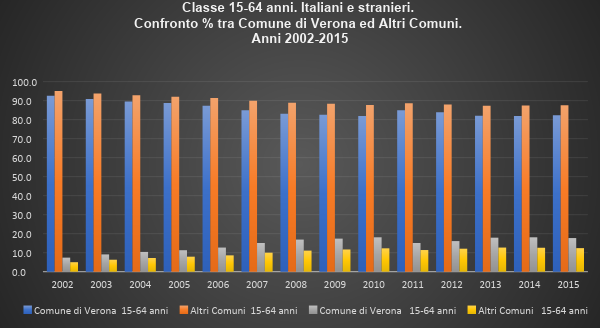 Classe 15-64 anni. Italiani e stranieri.
Confronto % tra Comune di Verona ed Altri Comuni.
Anni 2002-2015
100.0
90.0
80.0
70.0
60.0
50.0
40.0
30.0
20.0
10.0
0.0
2002 2003 2004 2005 2006 2007 2008 2009 2010 2011 2012 2013 2014 2015
Comune di Verona 15-64 anni Altri Comuni 15-64 anni Comune di Verona 15-64 anni Altri Comuni 15-64 anni